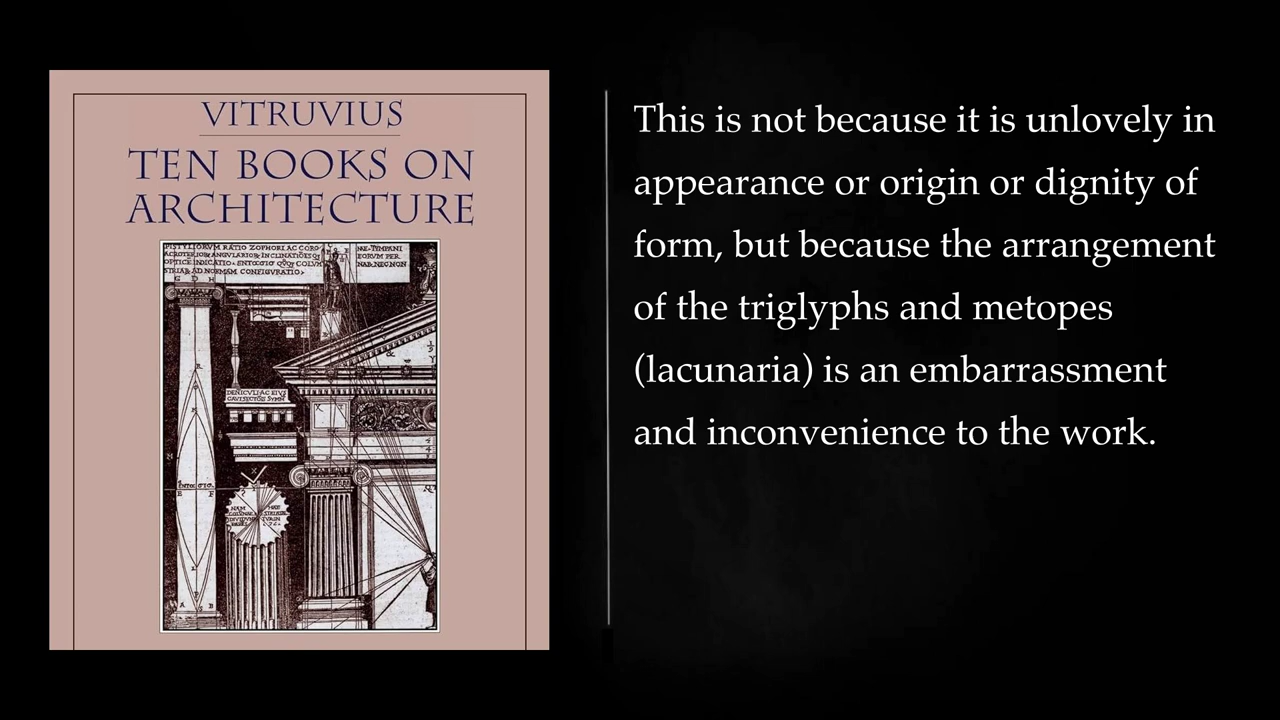 VITRUVIUS
TEN BOOKS ON
ARCHITECTURE
This is not because it is unlovely in
appearance or origin or dignity of
form, but because the arrangement
of the triglyphs and metopes
(lacunaria) is an embarrassment
and inconvenience to the work.